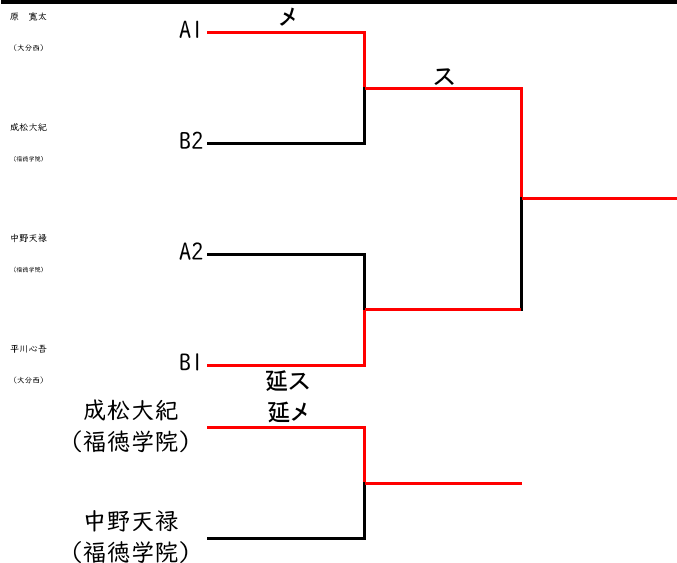 原　寛太
A1
メ
(大分西)
ス
成松大紀
B2
(福徳学院)
中野天禄
A2
(福徳学院)
平川心吾
B1
(大分西)
延ス
延メ
成松大紀
(福徳学院)
中野天禄
(福徳学院)